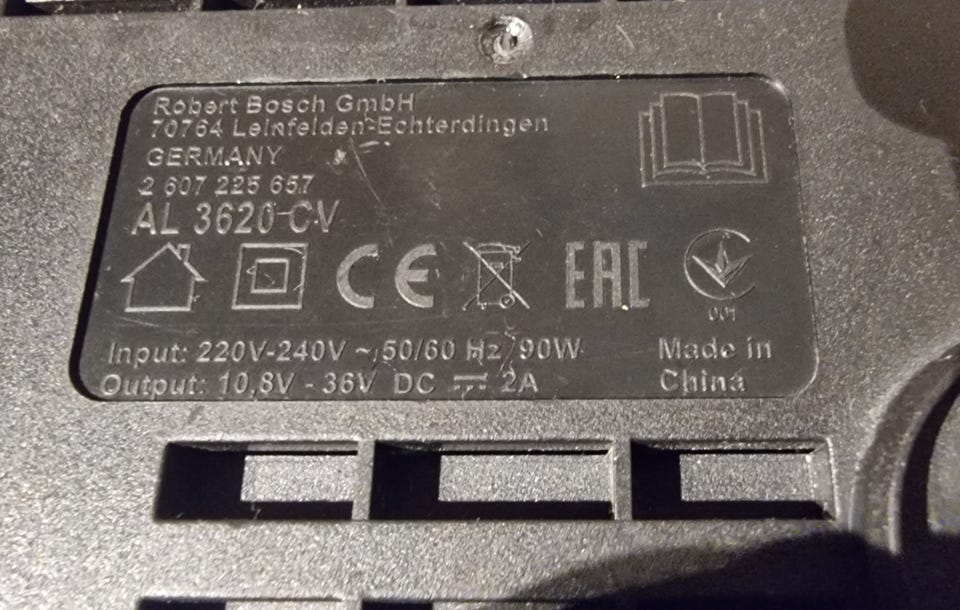 Robert Bosch GmbH
70764 Leinfelden-Echterdingen
GERMANY
2 607 225 657
AL 3620 CV
CE EAC
001
Input: 220V-240V ~ 50/60 Hz 90W
Output: 10,8V - 36V DC ⎓ 2A
Made in
China